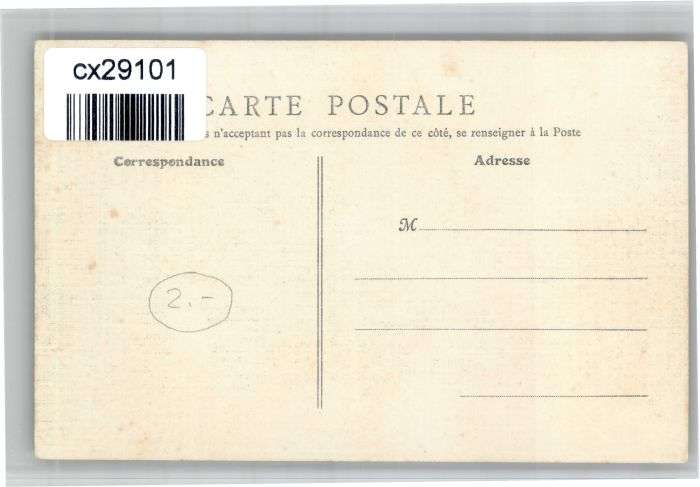 cx29101
CARTE POSTALE
n'acceptant pas la correspondance de ce côté, se renseigner à la Poste
Correspondance
Adresse
M
2.-